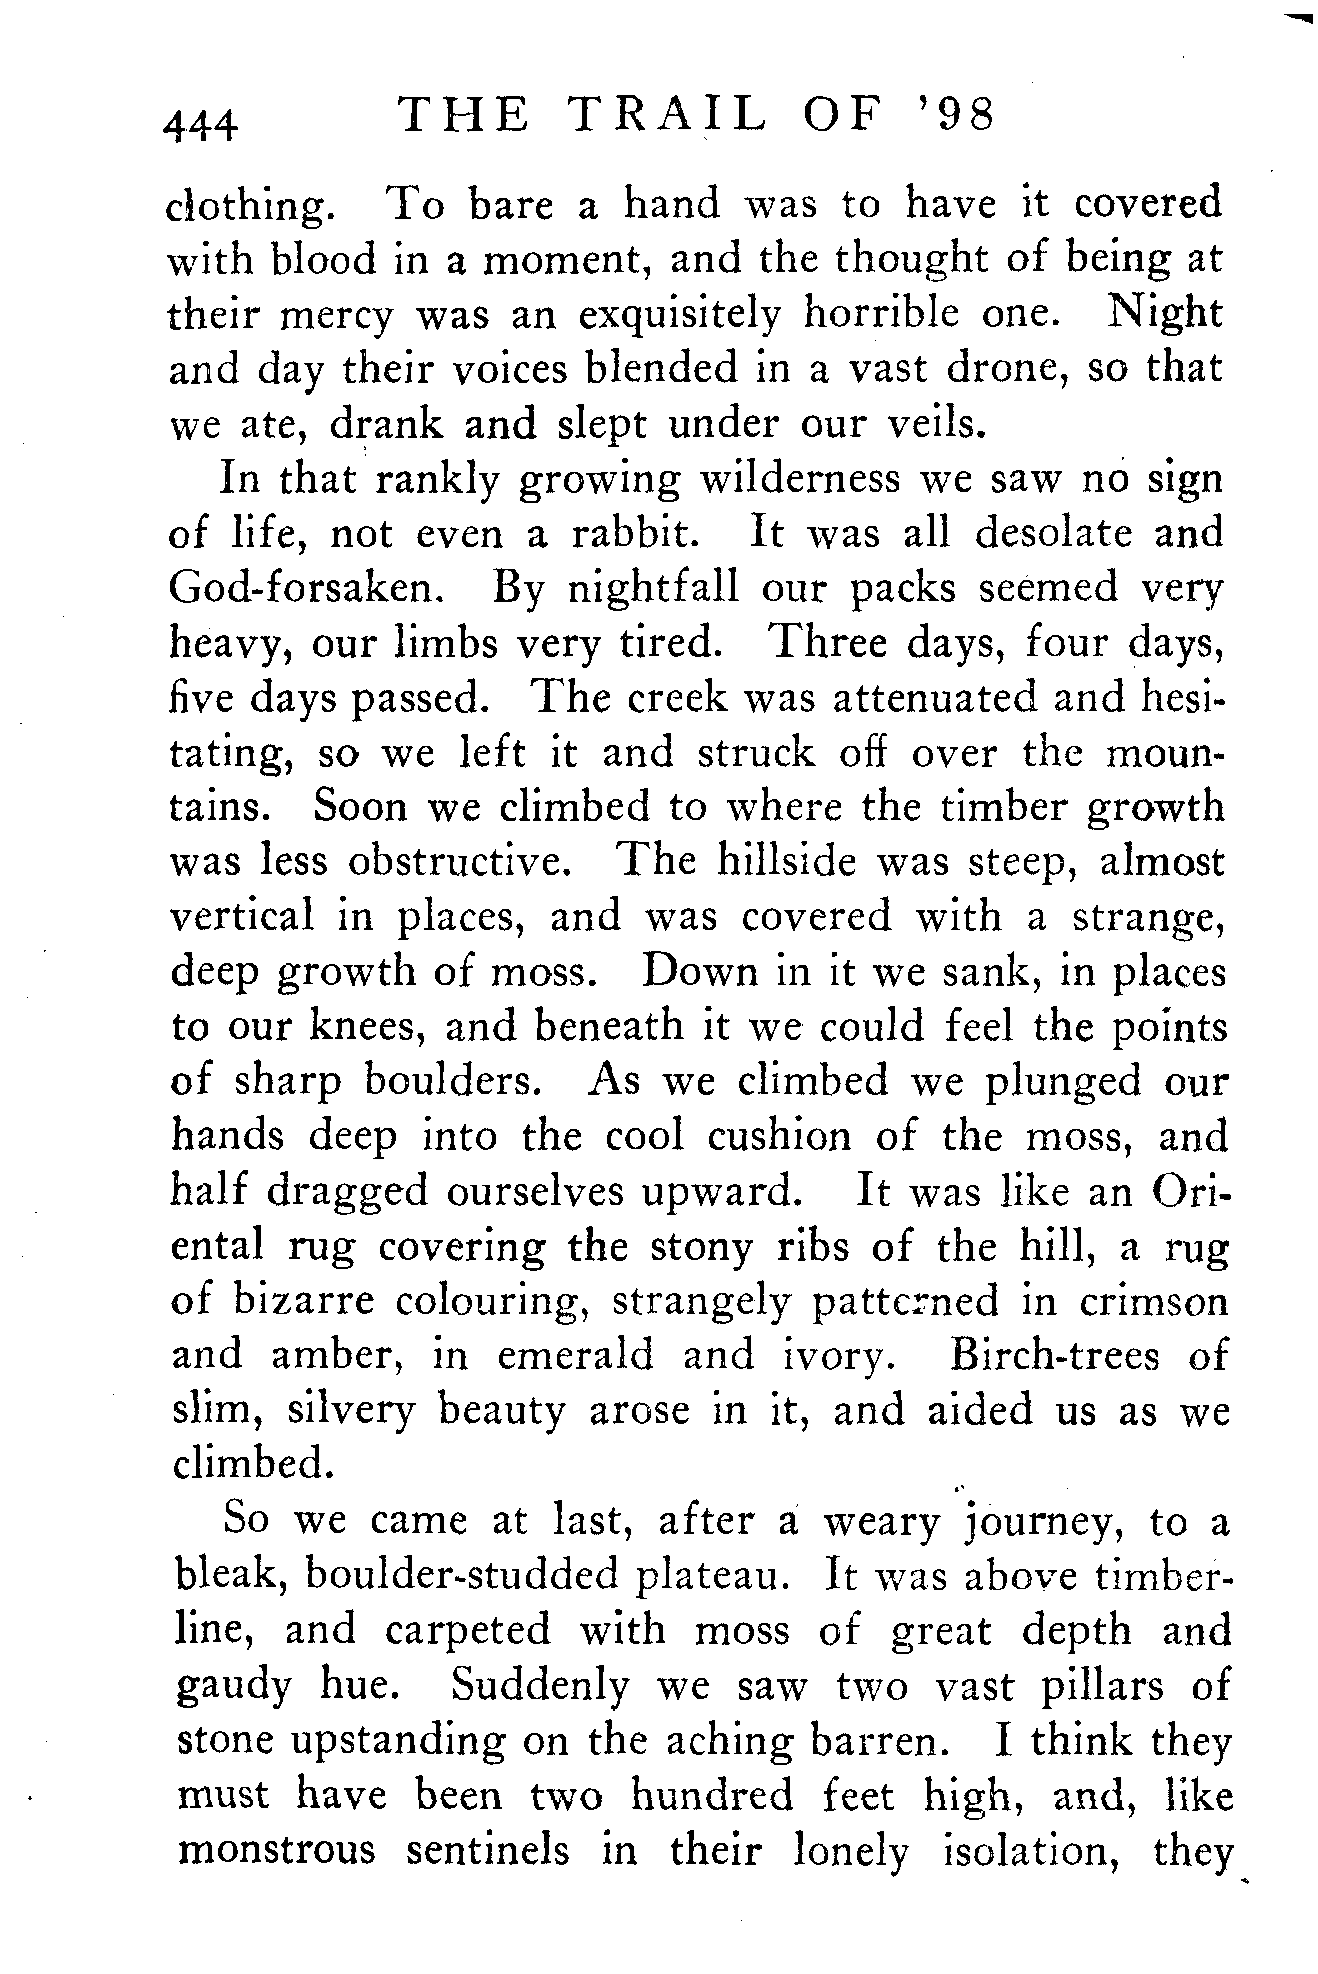 444 THE TRAIL OF '98
clothing. To bare a hand was to have it covered
with blood in a moment, and the thought of being at
their mercy was an exquisitely horrible one. Night
and day their voices blended in a vast drone, so that
we ate, drank and slept under our veils.
In that rankly growing wilderness we saw no sign
of life, not even a rabbit. It was all desolate and
God-forsaken. By nightfall our packs seemed very
heavy, our limbs very tired. Three days, four days,
five days passed. The creek was attenuated and hesi-
tating, so we left it and struck off over the moun-
tains. Soon we climbed to where the timber growth
was less obstructive. The hillside was steep, almost
vertical in places, and was covered with a strange,
deep growth of moss. Down in it we sank, in places
to our knees, and beneath it we could feel the points
of sharp boulders. As we climbed we plunged our
hands deep into the cool cushion of the moss, and
half dragged ourselves upward. It was like an Ori-
ental rug covering the stony ribs of the hill, a rug
of bizarre colouring, strangely patterned in crimson
and amber, in emerald and ivory. Birch-trees of
slim, silvery beauty arose in it, and aided us as we
climbed.
So we came at last, after a weary journey, to a
bleak, boulder-studded plateau. It was above timber-
line, and carpeted with moss of great depth and
gaudy hue. Suddenly we saw two vast pillars of
stone upstanding on the aching barren. I think they
must have been two hundred feet high, and, like
monstrous sentinels in their lonely isolation, they